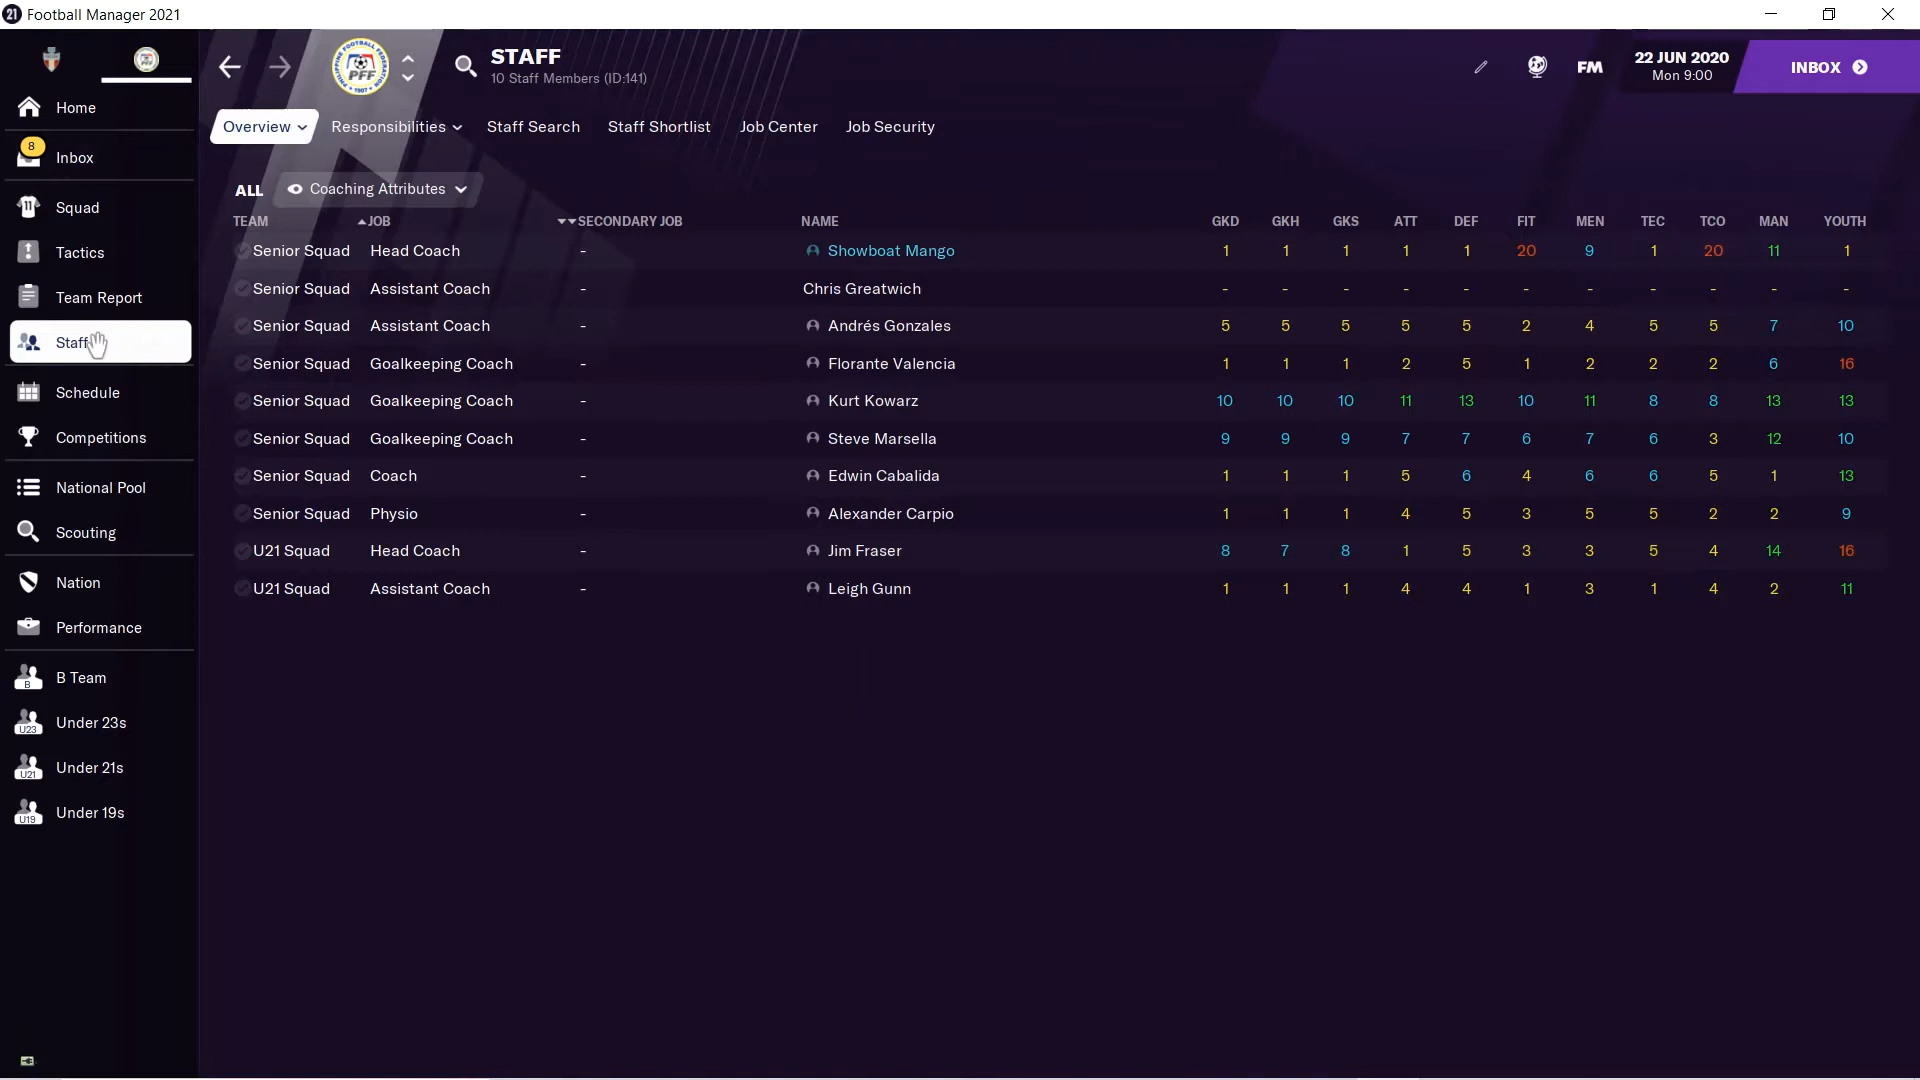 21 Football Manager 2021
PHILIPPINE FOOTBALL FEDERATION
PFF
1907
STAFF
10 Staff Members (ID:141)
FM
22 JUN 2020
Mon 9:00
INBOX
Home
8
Inbox
11
Squad
Tactics
Team Report
Staff
Schedule
Competitions
National Pool
Scouting
Nation
Performance
B
B Team
U23
Under 23s
U21
Under 21s
U19
Under 19s
Overview Responsibilities Staff Search Staff Shortlist Job Center Job Security
ALL Coaching Attributes
TEAM JOB SECONDARY JOB NAME GKD GKH GKS ATT DEF FIT MEN TEC TCO MAN YOUTH
Senior Squad Head Coach - Showboat Mango 1 1 1 1 1 20 9 1 20 11 1
Senior Squad Assistant Coach - Chris Greatwich - - - - - - - - - - -
Senior Squad Assistant Coach - Andrés Gonzales 5 5 5 5 5 2 4 5 5 7 10
Senior Squad Goalkeeping Coach - Florante Valencia 1 1 1 2 5 1 2 2 2 6 16
Senior Squad Goalkeeping Coach - Kurt Kowarz 10 10 10 11 13 10 11 8 8 13 13
Senior Squad Goalkeeping Coach - Steve Marsella 9 9 9 7 7 6 7 6 3 12 10
Senior Squad Coach - Edwin Cabalida 1 1 1 5 6 4 6 6 5 1 13
Senior Squad Physio - Alexander Carpio 1 1 1 4 5 3 5 5 2 2 9
U21 Squad Head Coach - Jim Fraser 8 7 8 1 5 3 3 5 4 14 16
U21 Squad Assistant Coach - Leigh Gunn 1 1 1 4 4 1 3 1 4 2 11